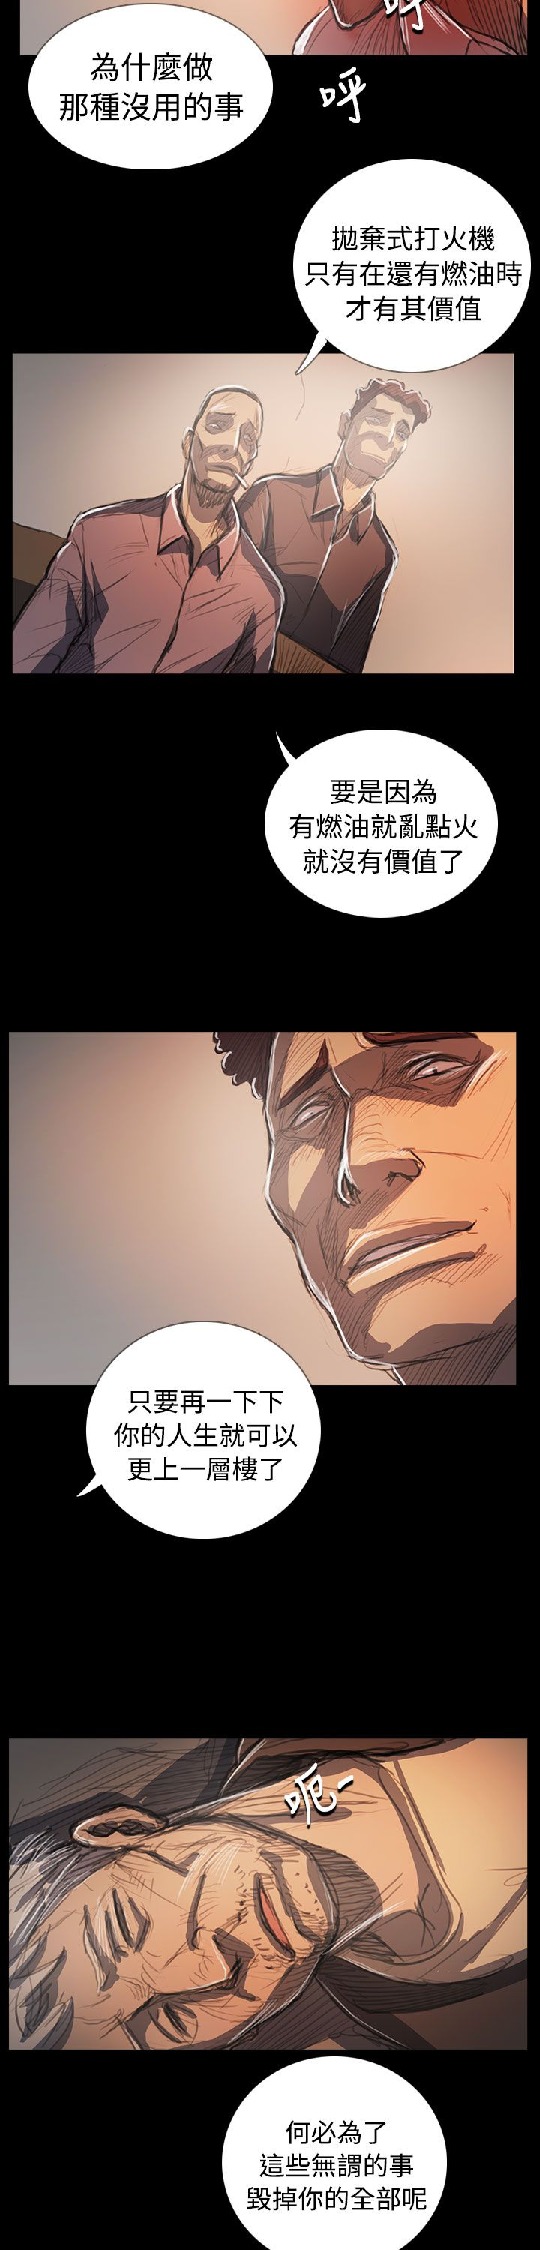 呼
為什麼做
那種沒用的事
呼
拋棄式打火機
只有在還有燃油時
才有其價值
要是因為
有燃油就亂點火
就沒有價值了
只要再一下下
你的人生就可以
更上一層樓了
呃-
何必為了
這些無謂的事
毀掉你的全部呢